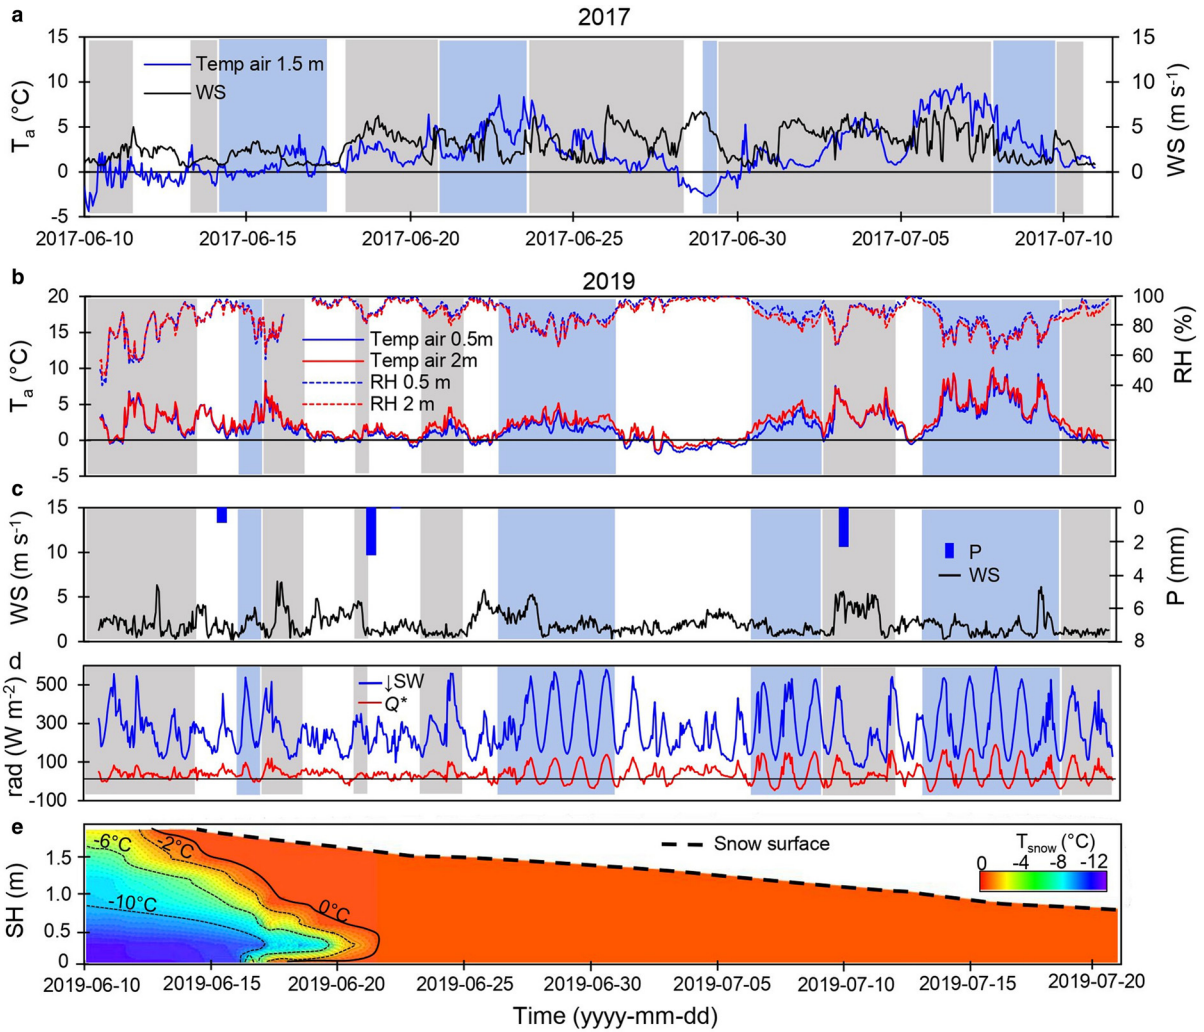 a
2017
15
10
5
0
-5
Tₐ (°C)
Temp air 1.5 m
WS
15
10
5
0
WS (m s⁻¹)
2017-06-10 2017-06-15 2017-06-20 2017-06-25 2017-06-30 2017-07-05 2017-07-10
b
2019
20
15
10
5
0
-5
Tₐ (°C)
Temp air 0.5m
Temp air 2m
RH 0.5 m
RH 2 m
100
80
60
40
RH (%)
c
15
10
5
0
WS (m s⁻¹)
P
WS
0
2
4
6
8
P (mm)
d
500
300
100
-100
rad (W m⁻²)
↓SW
Q*
e
1.5
1.0
0.5
0
SH (m)
-6°C
-2°C
-10°C
0°C
Snow surface
Tsnow (°C)
0 -4 -8 -12
2019-06-10 2019-06-15 2019-06-20 2019-06-25 2019-06-30 2019-07-05 2019-07-10 2019-07-15 2019-07-20
Time (yyyy-mm-dd)